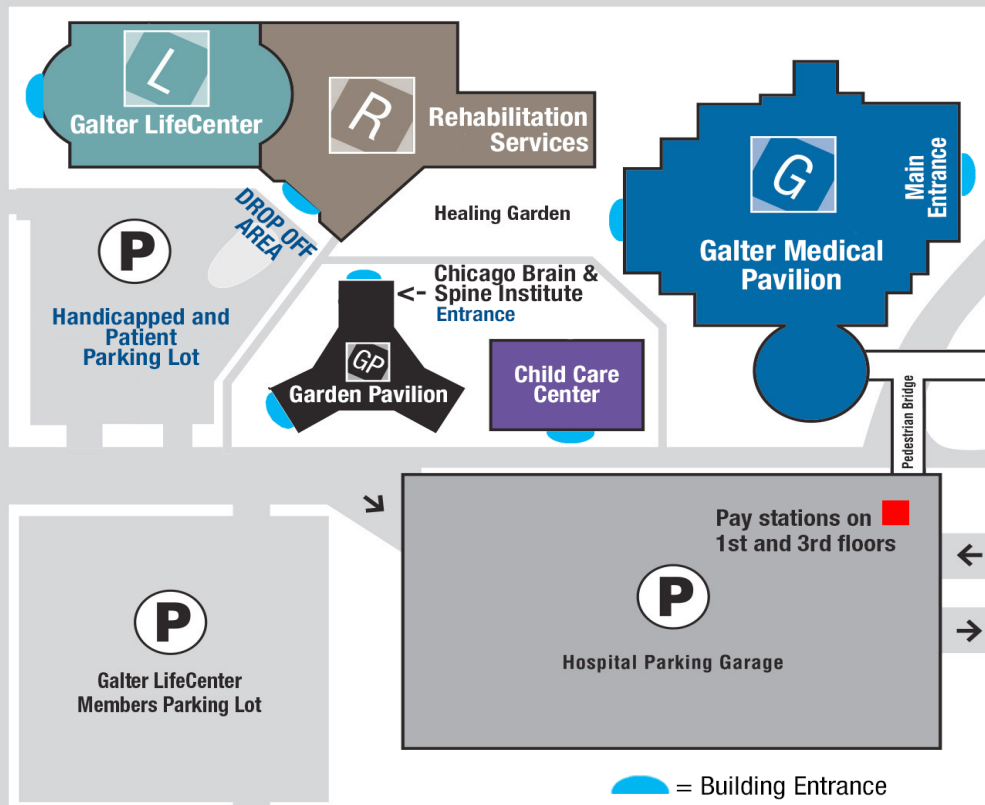 L
Galter LifeCenter
R
Rehabilitation
Services
G
Main
Entrance
Galter Medical
Pavilion
DROP OFF
AREA
Healing Garden
P
Handicapped and
Patient
Parking Lot
Chicago Brain &
<- Spine Institute
Entrance
GP
Garden Pavilion
Child Care
Center
Pedestrian Bridge
Pay stations on
1st and 3rd floors
P
Hospital Parking Garage
P
Galter LifeCenter
Members Parking Lot
= Building Entrance